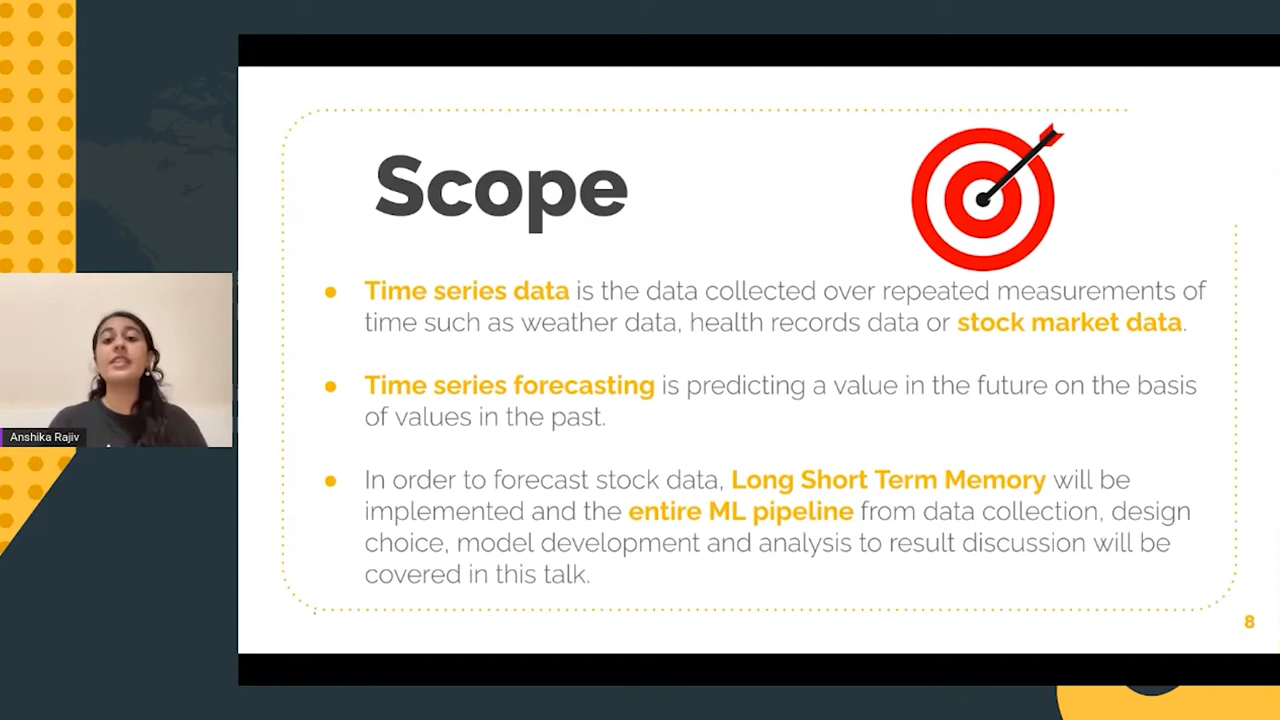 Scope
● Time series data is the data collected over repeated measurements of
time such as weather data, health records data or stock market data.
● Time series forecasting is predicting a value in the future on the basis
of values in the past.
● In order to forecast stock data, Long Short Term Memory will be
implemented and the entire ML pipeline from data collection, design
choice, model development and analysis to result discussion will be
covered in this talk.
8
Anshika Rajiv